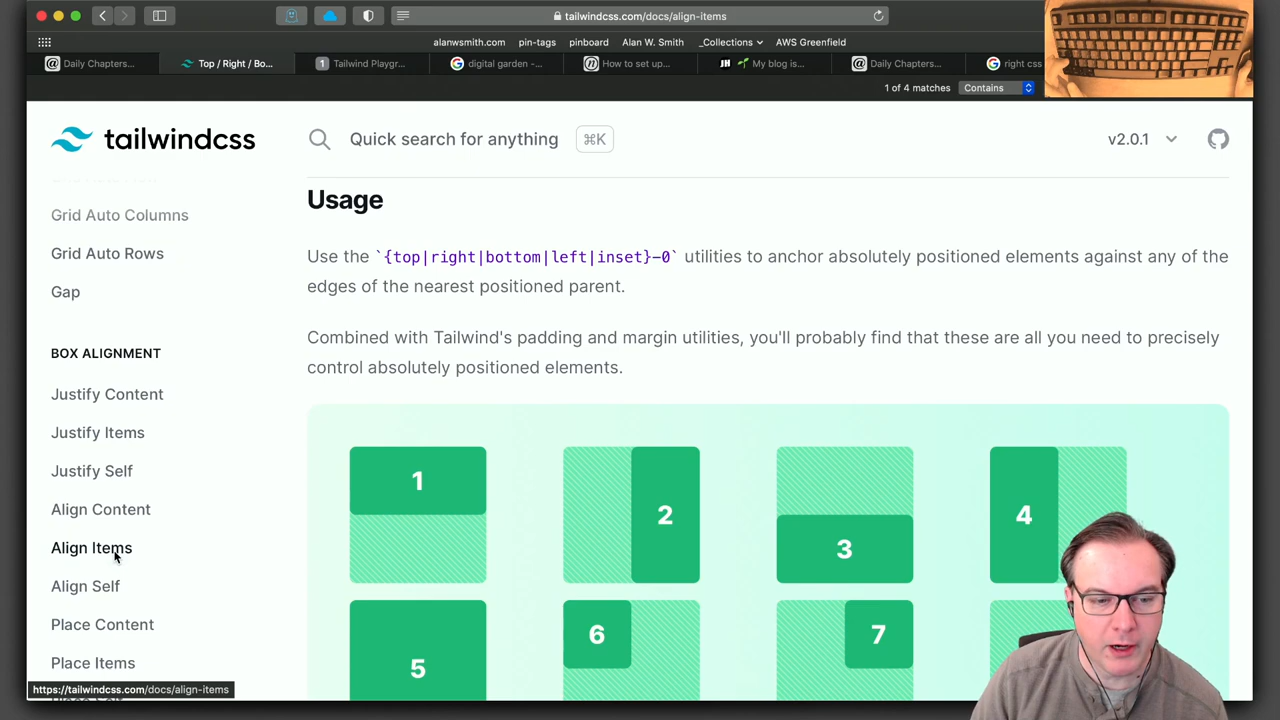 tailwindcss.com/docs/align-items
alanwsmith.com pin-tags pinboard Alan W. Smith _Collections AWS Greenfield
Daily Chapters... Top / Right / Bo... 1 Tailwind Playgr... digital garden -... How to set up... My blog is... Daily Chapters... right css
1 of 4 matches Contains
tailwindcss Quick search for anything ⌘K v2.0.1
Grid Auto Columns
Grid Auto Rows
Gap
BOX ALIGNMENT
Justify Content
Justify Items
Justify Self
Align Content
Align Items
Align Self
Place Content
Place Items
https://tailwindcss.com/docs/align-items
Usage
Use the `{top|right|bottom|left|inset}-0` utilities to anchor absolutely positioned elements against any of the
edges of the nearest positioned parent.
Combined with Tailwind's padding and margin utilities, you'll probably find that these are all you need to precisely
control absolutely positioned elements.
1 2 3 4
5 6 7